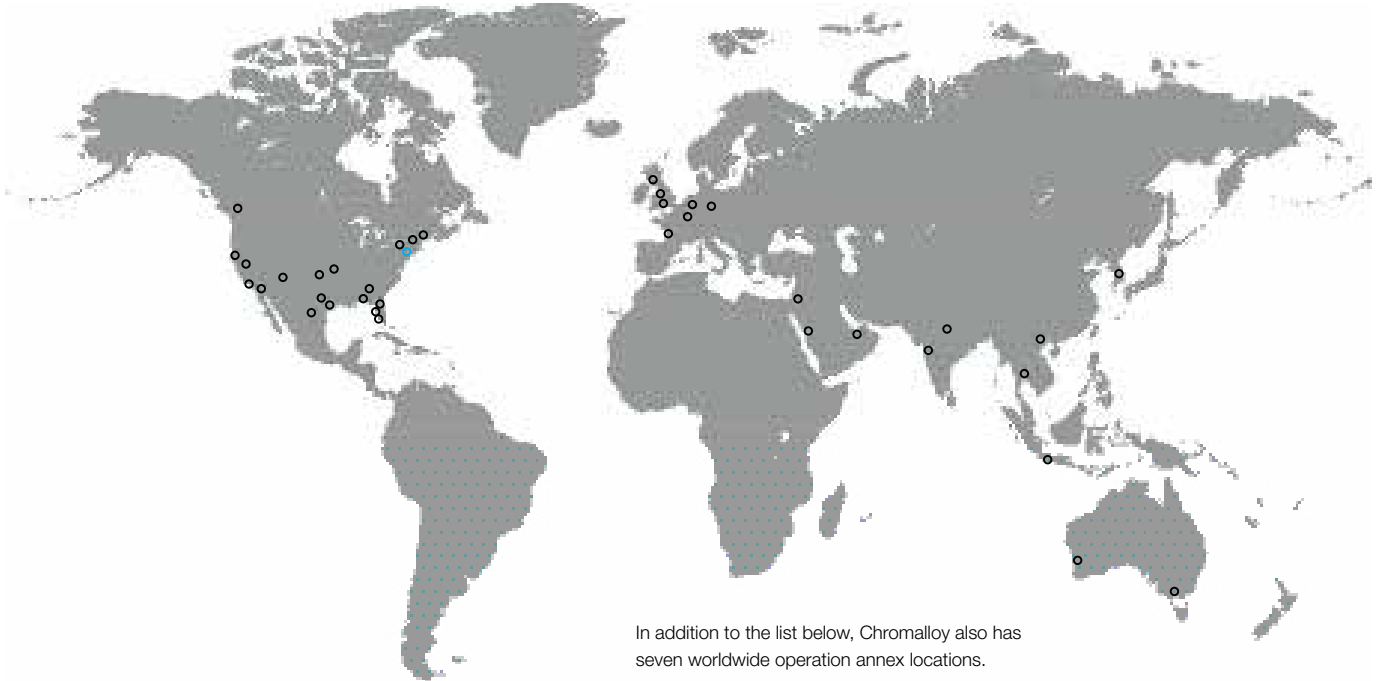 In addition to the list below, Chromalloy also has
seven worldwide operation annex locations.